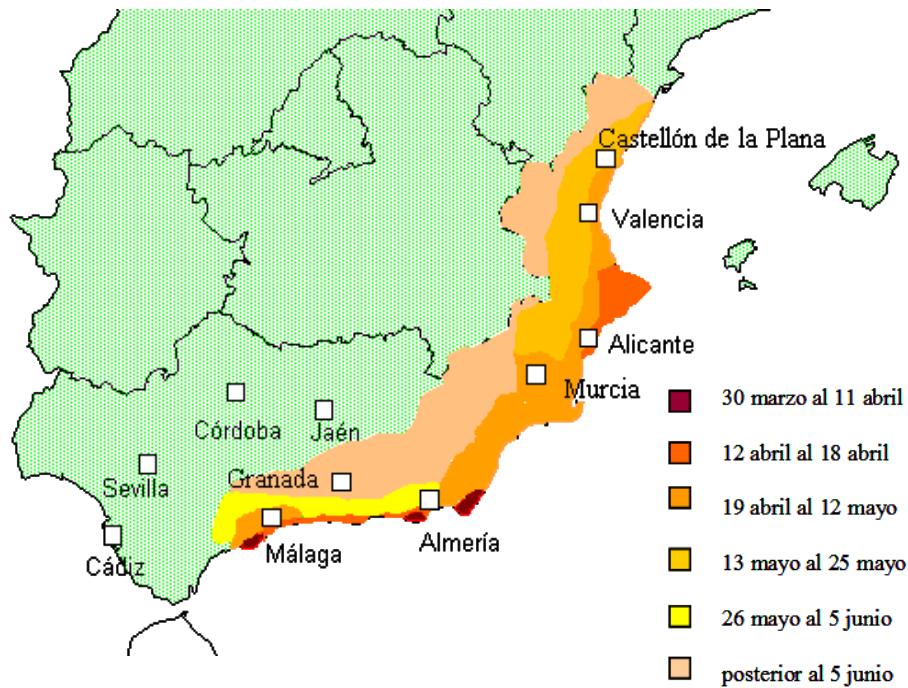 Castellón de la Plana
Valencia
Alicante
Murcia
Córdoba
Jaén
Granada
Sevilla
Málaga
Almería
Cádiz
30 marzo al 11 abril
12 abril al 18 abril
19 abril al 12 mayo
13 mayo al 25 mayo
26 mayo al 5 junio
posterior al 5 junio